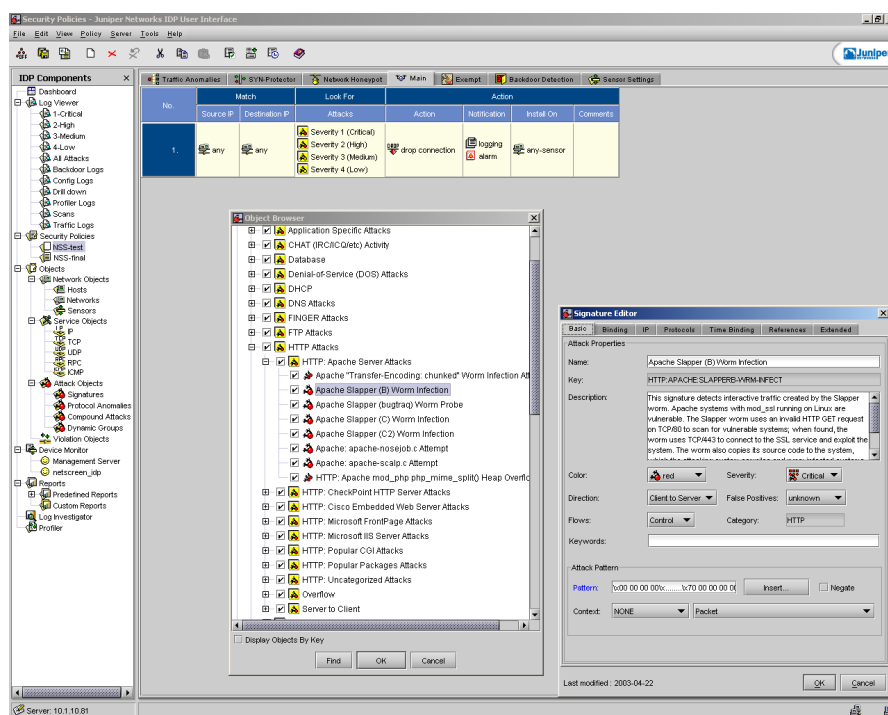 Security Policies - Juniper Networks IDP User Interface
File Edit View Policy Server Tools Help
Juniper
IDP Components
Dashboard
Log Viewer
1-Critical
2-High
3-Medium
4-Low
All Attacks
Backdoor Logs
Config Logs
Drill down
Profiler Logs
Scans
Traffic Logs
Security Policies
NSS-test
NSS-final
Objects
Network Objects
Hosts
Networks
Sensors
Service Objects
IP
TCP
UDP
RPC
ICMP
Attack Objects
Signatures
Protocol Anomalies
Compound Attacks
Dynamic Groups
Violation Objects
Device Monitor
Management Server
netscreen_idp
Reports
Predefined Reports
Custom Reports
Log Investigator
Profiler
Traffic Anomalies SYN-Protector Network Honeypot Main Exempt Backdoor Detection Sensor Settings
No. Match Look For Action
Source IP Destination IP Attacks Action Notification Install On Comments
1. any any drop connection any-sensor
Severity 1 (Critical)
Severity 2 (High)
Severity 3 (Medium)
Severity 4 (Low)
logging
alarm
Object Browser
Application Specific Attacks
CHAT (IRC/ICQ/etc) Activity
Database
Denial-of-Service (DOS) Attacks
DHCP
DNS Attacks
FINGER Attacks
FTP Attacks
HTTP Attacks
HTTP: Apache Server Attacks
Apache "Transfer-Encoding: chunked" Worm Infection Att
Apache Slapper (B) Worm Infection
Apache Slapper (bugtraq) Worm Probe
Apache Slapper (C) Worm Infection
Apache Slapper (C2) Worm Infection
Apache: apache-nosejob.c Attempt
Apache: apache-scalp.c Attempt
HTTP: Apache mod_php php_mime_split() Heap Overflo
HTTP: CheckPoint HTTP Server Attacks
HTTP: Cisco Embedded Web Server Attacks
HTTP: Microsoft FrontPage Attacks
HTTP: Microsoft IIS Server Attacks
HTTP: Popular CGI Attacks
HTTP: Popular Packages Attacks
HTTP: Uncategorized Attacks
Overflow
Server to Client
Display Objects By Key
Find OK Cancel
Signature Editor
Basic Binding IP Protocols Time Binding References Extended
Attack Properties
Name: Apache Slapper (B) Worm Infection
Key: HTTP:APACHE:SLAPPERB-WRM-INFECT
Description: This signature detects interactive traffic created by the Slapper
worm. Apache systems with mod_ssl running on Linux are
vulnerable. The Slapper worm uses an invalid HTTP GET request
on TCP/80 to scan for vulnerable systems; when found, the
worm uses TCP/443 to connect to the SSL service and exploit the
system. The worm also copies its source code to the system,
Color: red Severity: Critical
Direction: Client to Server False Positives: unknown
Flows: Control Category: HTTP
Keywords:
Attack Pattern
Pattern: \x00 00 00 00\x.........\x70 00 00 00 0 Insert... Negate
Context: NONE Packet
Last modified : 2003-04-22 OK Cancel
Server: 10.1.10.81